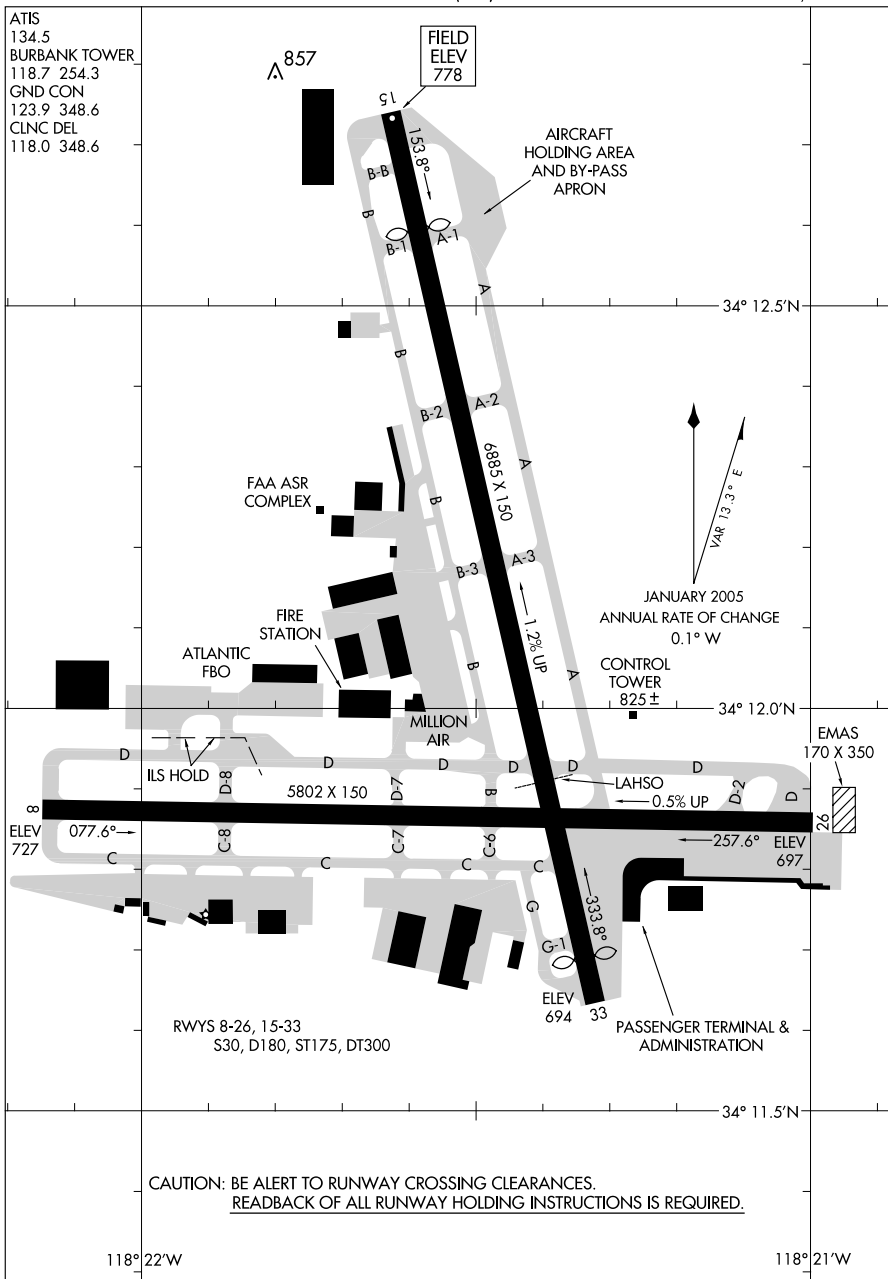 ATIS
134.5
BURBANK TOWER
118.7 254.3
GND CON
123.9 348.6
CLNC DEL
118.0 348.6
857
FIELD
ELEV
778
15
153.8°
AIRCRAFT
HOLDING AREA
AND BY-PASS
APRON
B-B
B
B-1
A-1
A
34° 12.5'N
B
B-2
A-2
6885 X 150
A
VAR 13.3° E
FAA ASR
COMPLEX
B
B-3
A-3
JANUARY 2005
ANNUAL RATE OF CHANGE
0.1° W
1.2% UP
FIRE
STATION
ATLANTIC
FBO
B
A
CONTROL
TOWER
825 ±
34° 12.0'N
MILLION
AIR
EMAS
170 X 350
D
ILS HOLD
D
D
D
D
D
LAHSO
D-8
5802 X 150
D-7
B
0.5% UP
D-2
D
8
ELEV
727
077.6°
C-8
C-7
C-6
257.6°
26
ELEV
697
C
C
C
C
G
333.8°
G-1
ELEV
694
33
RWYS 8-26, 15-33
S30, D180, ST175, DT300
PASSENGER TERMINAL &
ADMINISTRATION
34° 11.5'N
CAUTION: BE ALERT TO RUNWAY CROSSING CLEARANCES.
READBACK OF ALL RUNWAY HOLDING INSTRUCTIONS IS REQUIRED.
118° 22'W
118° 21'W